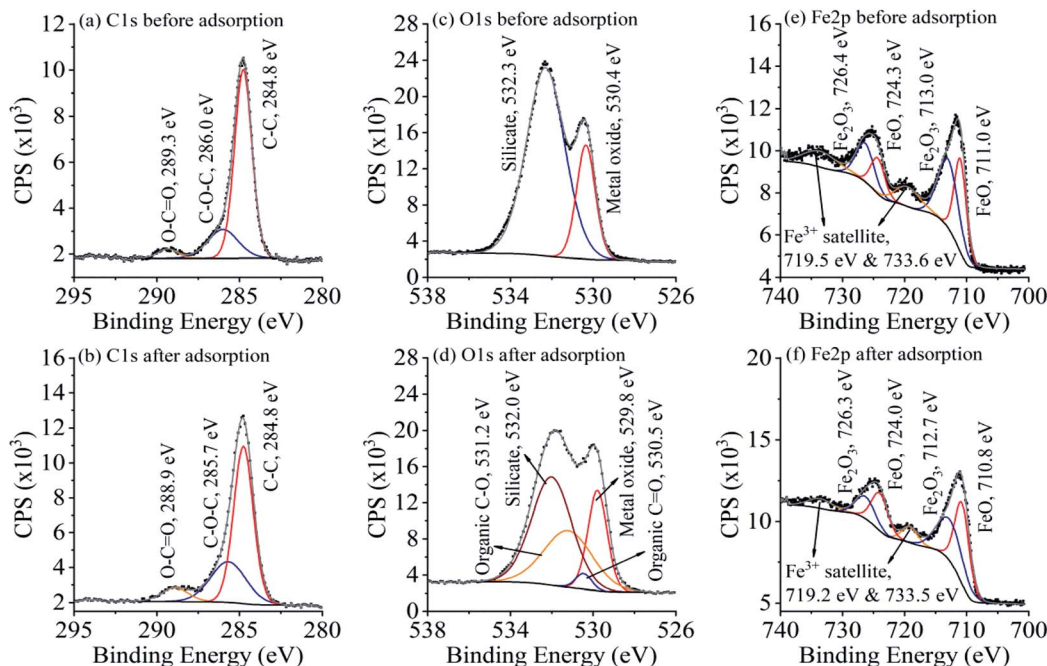 (a) C1s before adsorption
O-C=O, 289.3 eV
C-O-C, 286.0 eV
C-C, 284.8 eV
CPS (x10³)
12
10
8
6
4
2
295
290
285
280
Binding Energy (eV)
(c) O1s before adsorption
Silicate, 532.3 eV
Metal oxide, 530.4 eV
CPS (x10³)
28
24
20
16
12
8
4
0
538
534
530
526
Binding Energy (eV)
(e) Fe2p before adsorption
Fe₂O₃, 726.4 eV
FeO, 724.3 eV
Fe₂O₃, 713.0 eV
FeO, 711.0 eV
Fe³⁺ satellite,
719.5 eV & 733.6 eV
CPS (x10³)
16
14
12
10
8
6
4
740
730
720
710
700
Binding Energy (eV)
(b) C1s after adsorption
O-C=O, 288.9 eV
C-O-C, 285.7 eV
C-C, 284.8 eV
CPS (x10³)
16
14
12
10
8
6
4
2
295
290
285
280
Binding Energy (eV)
(d) O1s after adsorption
Organic C-O, 531.2 eV
Silicate, 532.0 eV
Metal oxide, 529.8 eV
Organic C=O, 530.5 eV
CPS (x10³)
28
24
20
16
12
8
4
0
538
534
530
526
Binding Energy (eV)
(f) Fe2p after adsorption
Fe₂O₃, 726.3 eV
FeO, 724.0 eV
Fe₂O₃, 712.7 eV
FeO, 710.8 eV
Fe³⁺ satellite,
719.2 eV & 733.5 eV
CPS (x10³)
20
15
10
5
740
730
720
710
700
Binding Energy (eV)